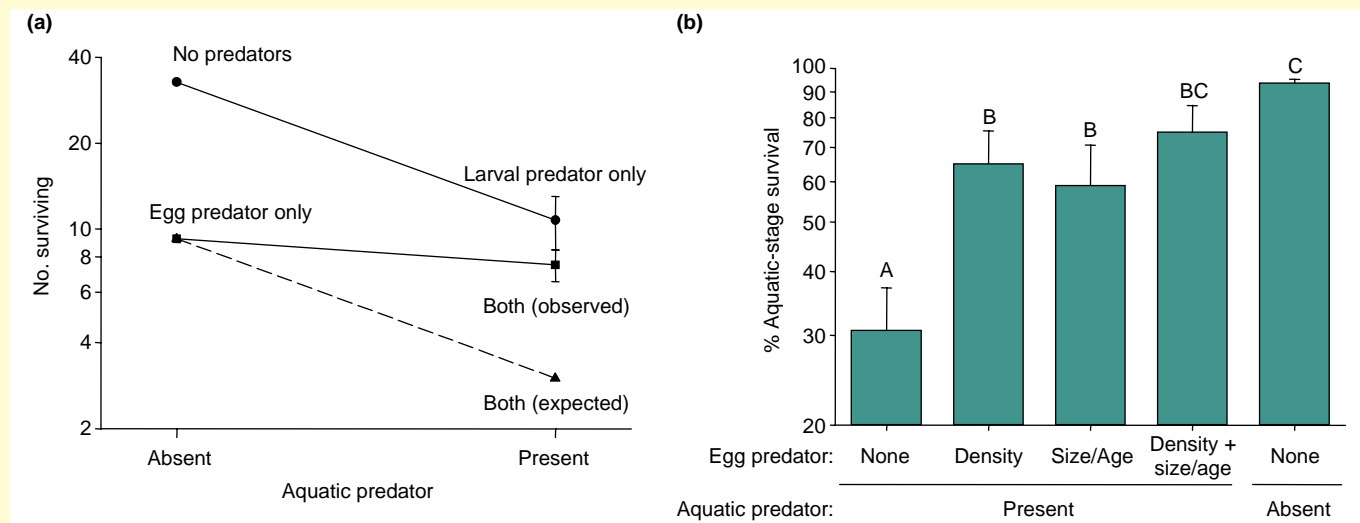 (a)
40
20
10
8
6
4
2
No. surviving
No predators
Larval predator only
Egg predator only
Both (observed)
Both (expected)
Absent
Present
Aquatic predator
(b)
100
90
80
70
60
50
40
30
20
% Aquatic-stage survival
A
B
B
BC
C
Egg predator:
None
Density
Size/Age
Density +
size/age
None
Aquatic predator:
Present
Absent